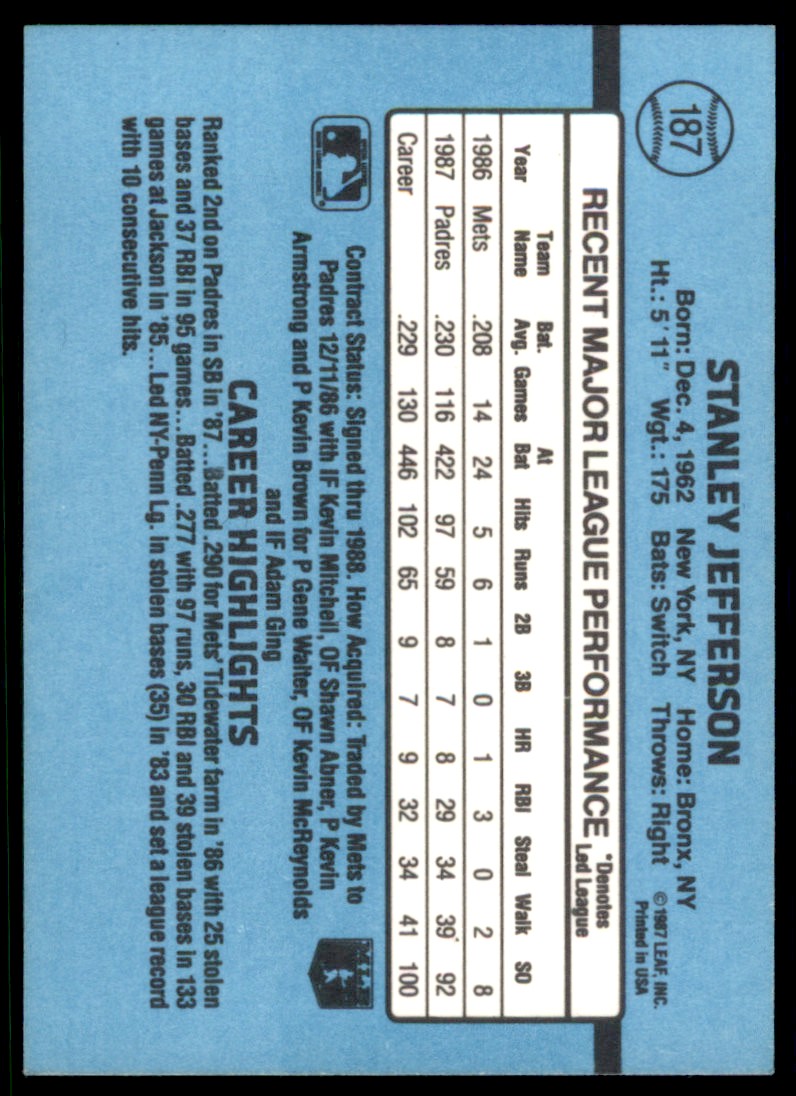 187
STANLEY JEFFERSON
Born: Dec. 4, 1962 New York, NY Home: Bronx, NY
Ht.: 5' 11" Wgt.: 175 Bats: Switch Throws: Right
©1987 LEAF, INC.
Printed in USA
RECENT MAJOR LEAGUE PERFORMANCE *Denotes
Led League
Year Team Name Bat. Avg. Games At Bat Hits Runs 2B 3B HR RBI Steal Walk SO
1986 Mets .208 14 24 5 6 1 0 1 3 0 2 8
1987 Padres .230 116 422 97 59 8 7 8 29 34 39 92
Career .229 130 446 102 65 9 7 9 32 34 41 100
Contract Status: Signed thru 1988. How Acquired: Traded by Mets to
Padres 12/11/86 with IF Kevin Mitchell, OF Shawn Abner, P Kevin
Armstrong and P Kevin Brown for P Gene Walter, OF Kevin McReynolds
and IF Adam Ging
CAREER HIGHLIGHTS
Ranked 2nd on Padres in SB in '87...Batted .290 for Mets' Tidewater farm in '86 with 25 stolen
bases and 37 RBI in 95 games...Batted .277 with 97 runs, 30 RBI and 39 stolen bases in 133
games at Jackson in '85...Led NY-Penn Lg. in stolen bases (35) in '83 and set a league record
with 10 consecutive hits.